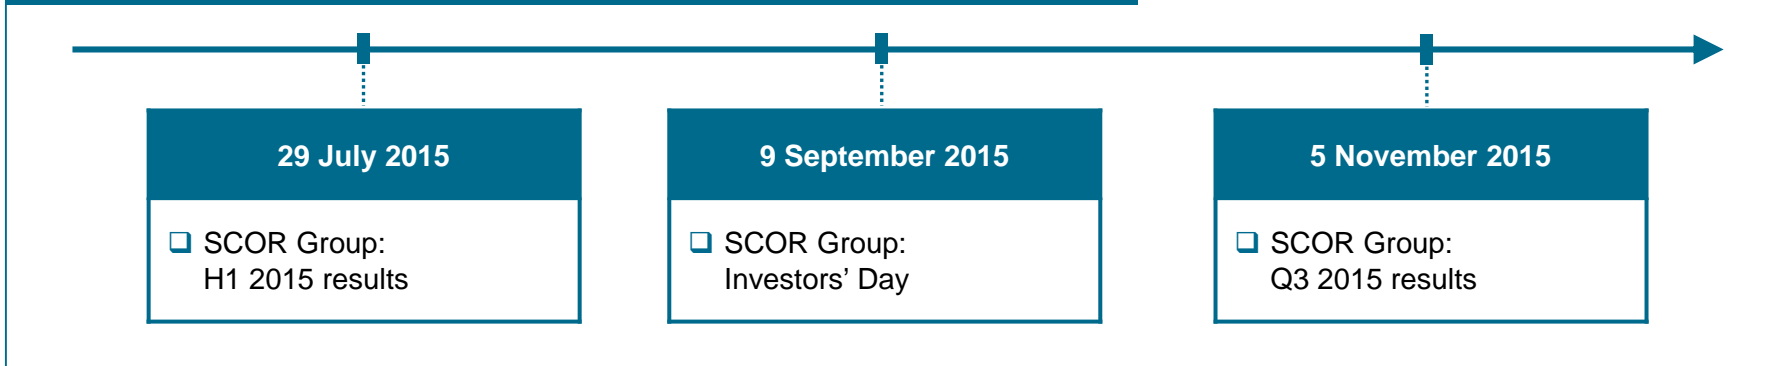 29 July 2015
SCOR Group:
H1 2015 results
9 September 2015
SCOR Group:
Investors’ Day
5 November 2015
SCOR Group:
Q3 2015 results